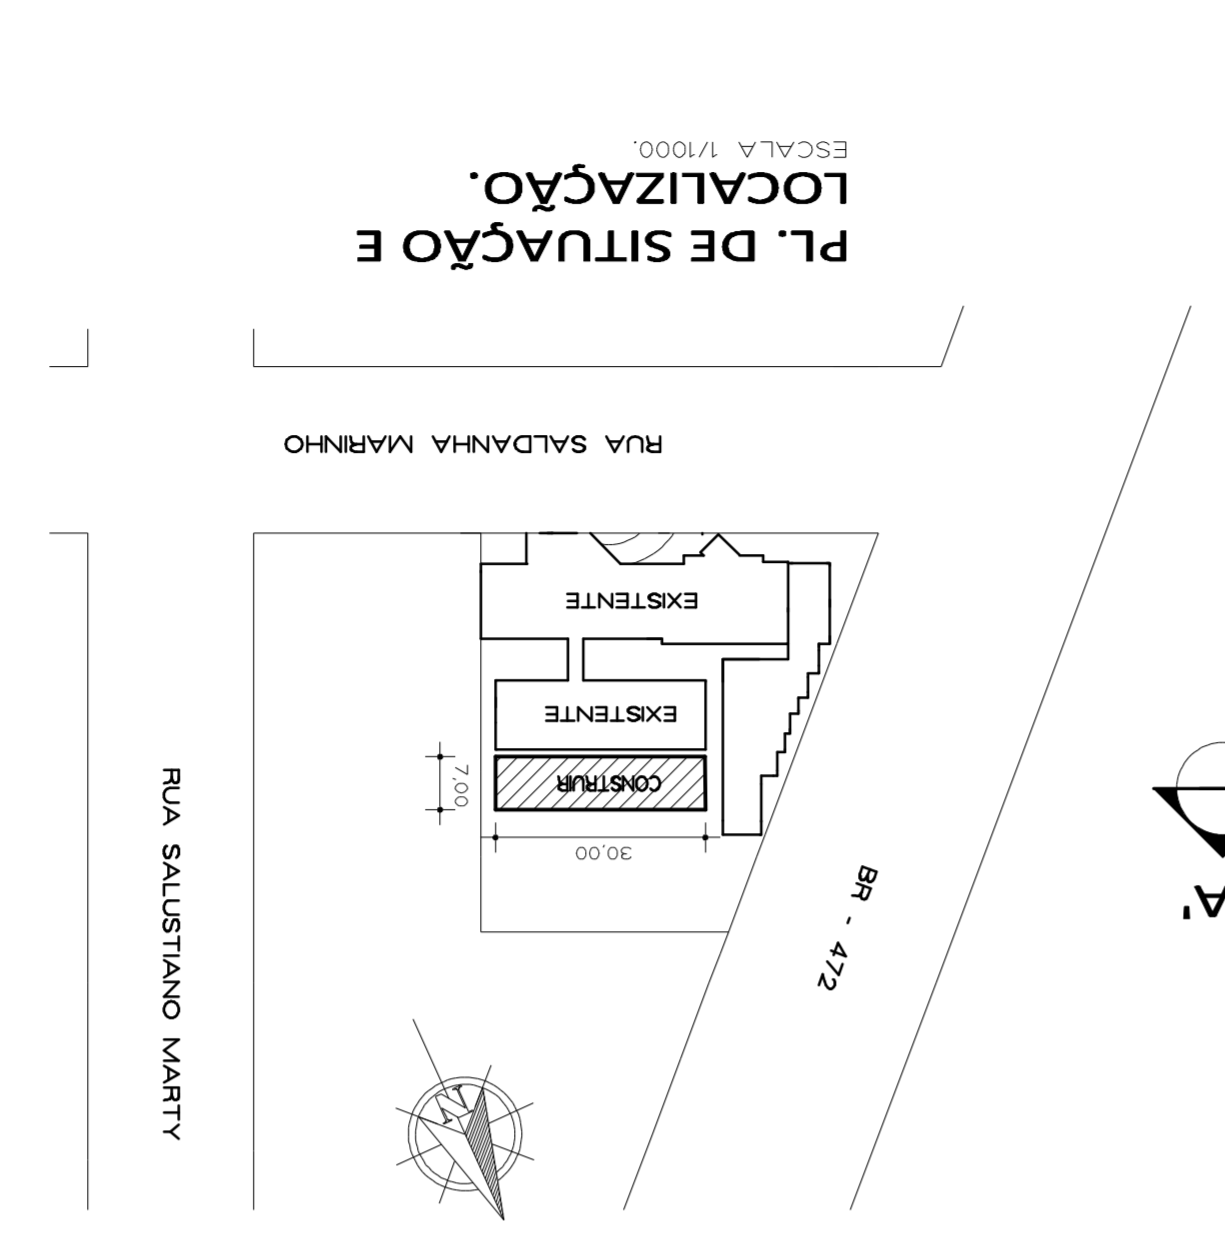 PL. DE SITUAÇÃO E
LOCALIZAÇÃO.
ESCALA 1/1000.
RUA SALDANHA MARINHO
EXISTENTE
EXISTENTE
CONSTRUIR
7,00
30,00
RUA SALUSTIANO MARTY
BR - 472
N
A'